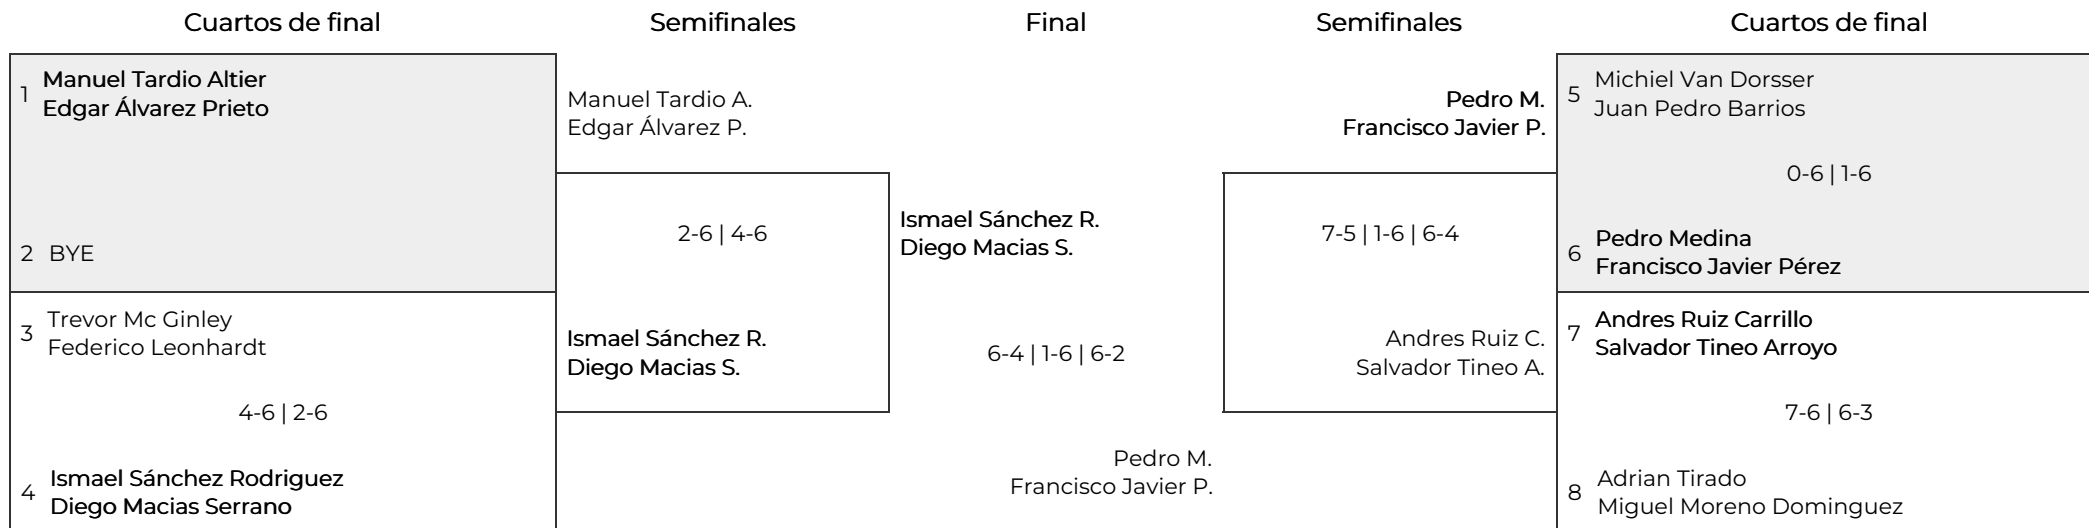 Cuartos de final
Semifinales
Final
Semifinales
Cuartos de final
1
Manuel Tardio Altier
Edgar Álvarez Prieto
2 BYE
3
Trevor Mc Ginley
Federico Leonhardt
4-6 | 2-6
4
Ismael Sánchez Rodriguez
Diego Macias Serrano
Manuel Tardio A.
Edgar Álvarez P.
2-6 | 4-6
Ismael Sánchez R.
Diego Macias S.
Ismael Sánchez R.
Diego Macias S.
6-4 | 1-6 | 6-2
Pedro M.
Francisco Javier P.
Pedro M.
Francisco Javier P.
7-5 | 1-6 | 6-4
Andres Ruiz C.
Salvador Tineo A.
5
Michiel Van Dorsser
Juan Pedro Barrios
0-6 | 1-6
6
Pedro Medina
Francisco Javier Pérez
7
Andres Ruiz Carrillo
Salvador Tineo Arroyo
7-6 | 6-3
8
Adrian Tirado
Miguel Moreno Dominguez